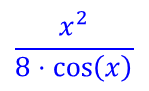 x²
8 · cos(x)